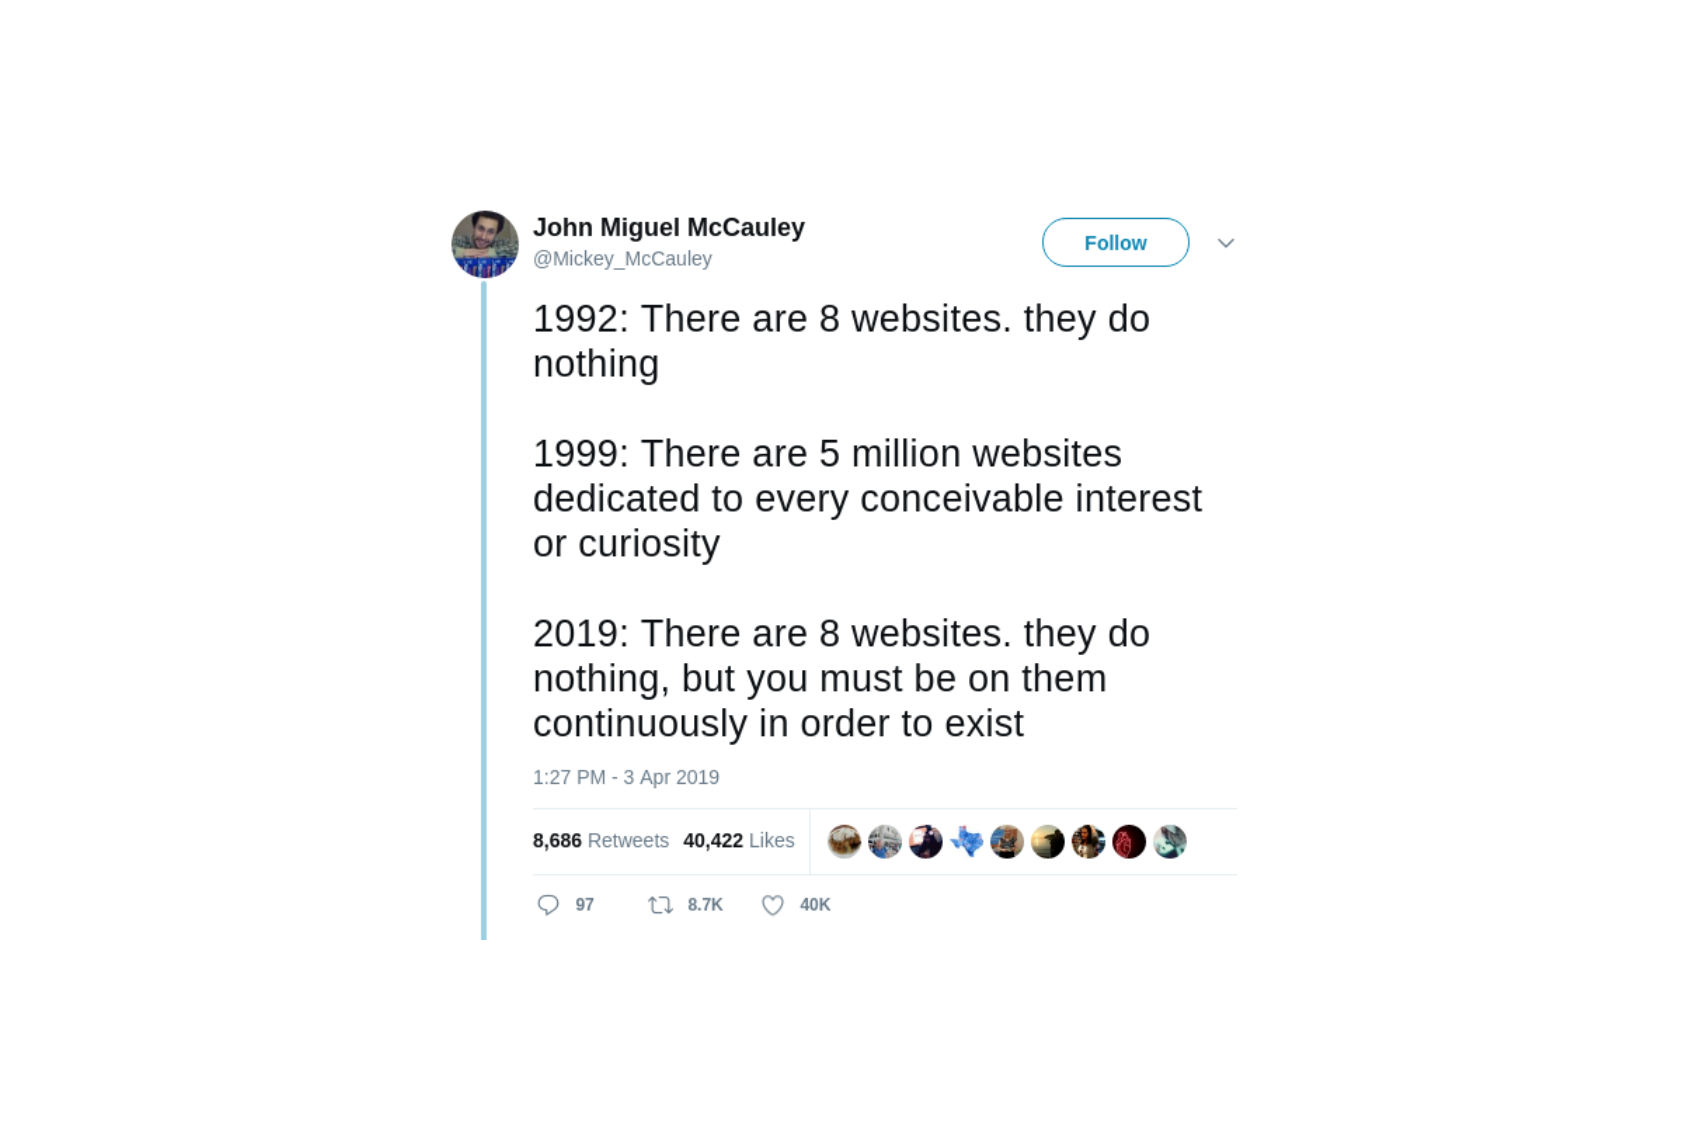 John Miguel McCauley
@Mickey_McCauley
Follow
1992: There are 8 websites. they do
nothing
1999: There are 5 million websites
dedicated to every conceivable interest
or curiosity
2019: There are 8 websites. they do
nothing, but you must be on them
continuously in order to exist
1:27 PM - 3 Apr 2019
8,686 Retweets 40,422 Likes
97 8.7K 40K